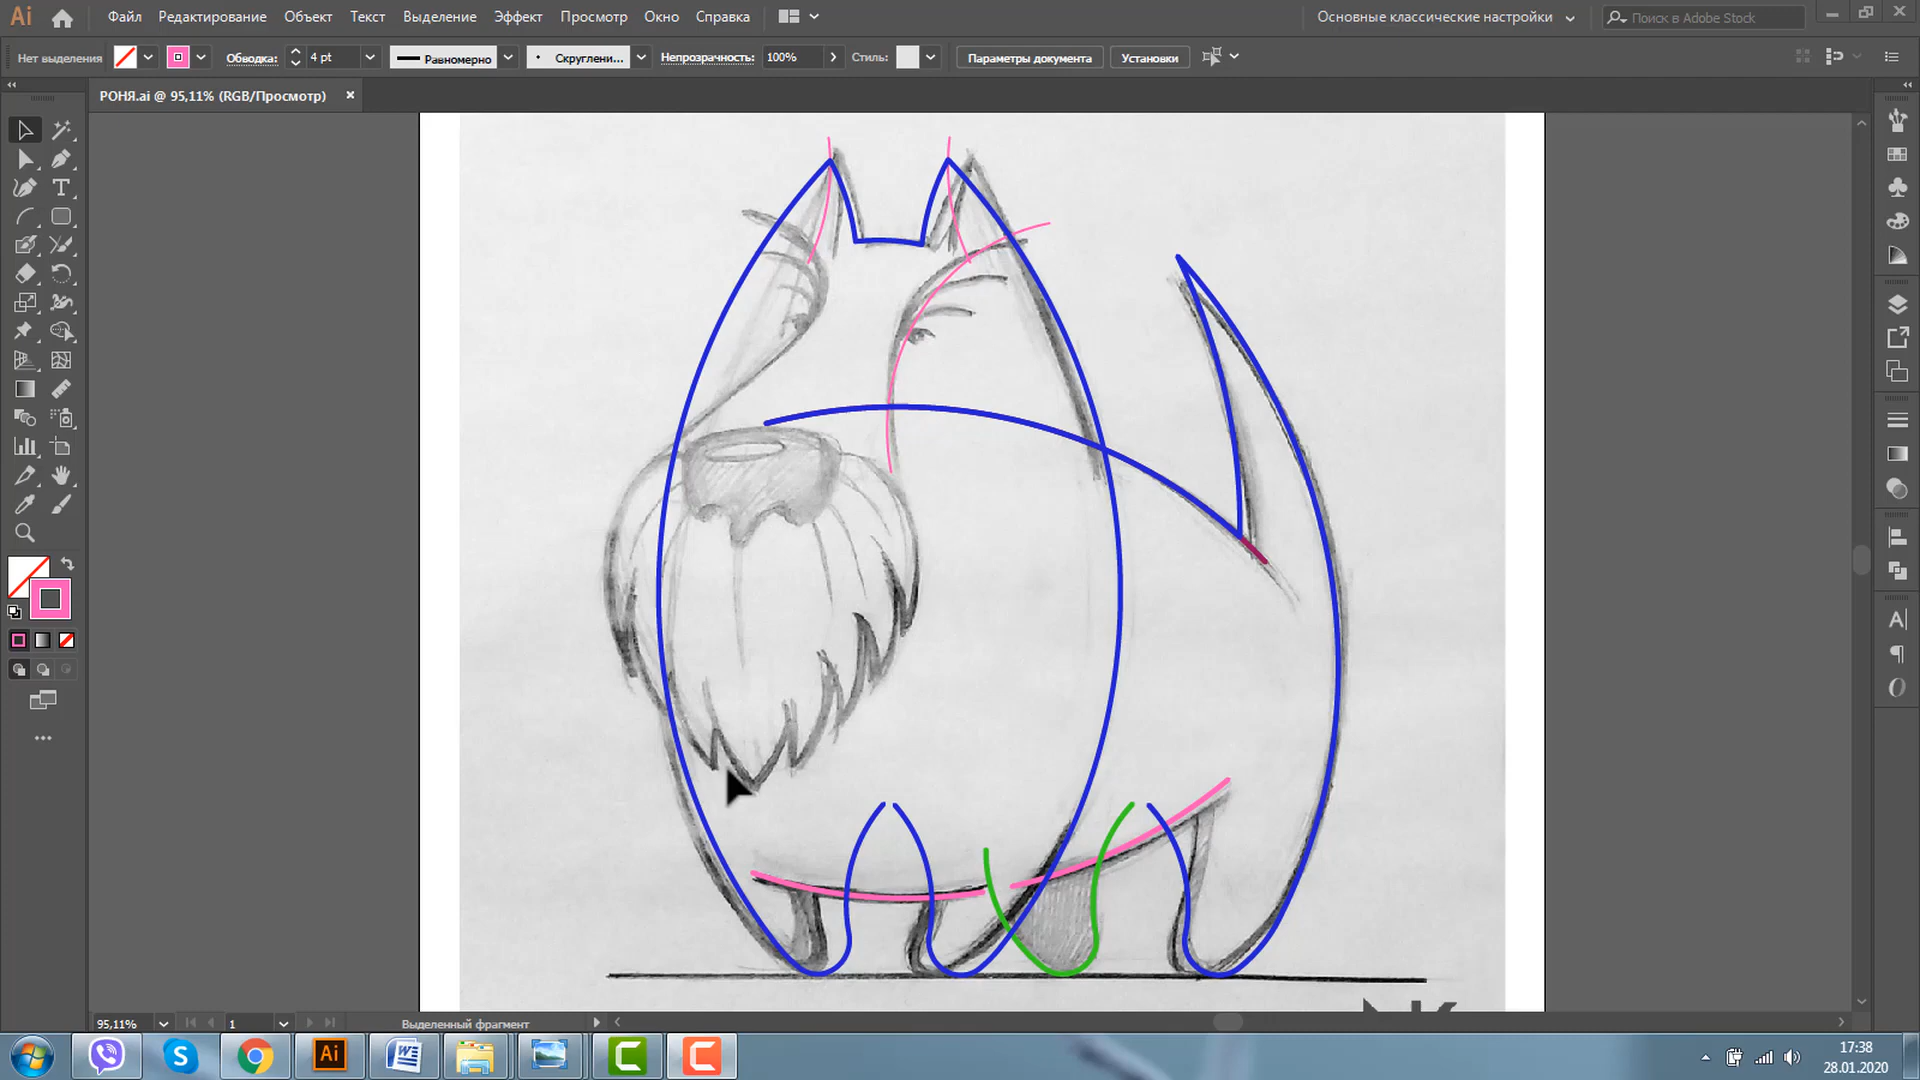 Ai Файл Редактирование Объект Текст Выделение Эффект Просмотр Окно Справка Основные классические настройки Поиск в Adobe Stock
Нет выделения Обводка: 4 pt Равномерно Скруглени... Непрозрачность: 100% Стиль: Параметры документа Установки
РОНЯ.ai @ 95,11% (RGB/Просмотр)
95,11% 1 Выделенный фрагмент
17:38
28.01.2020